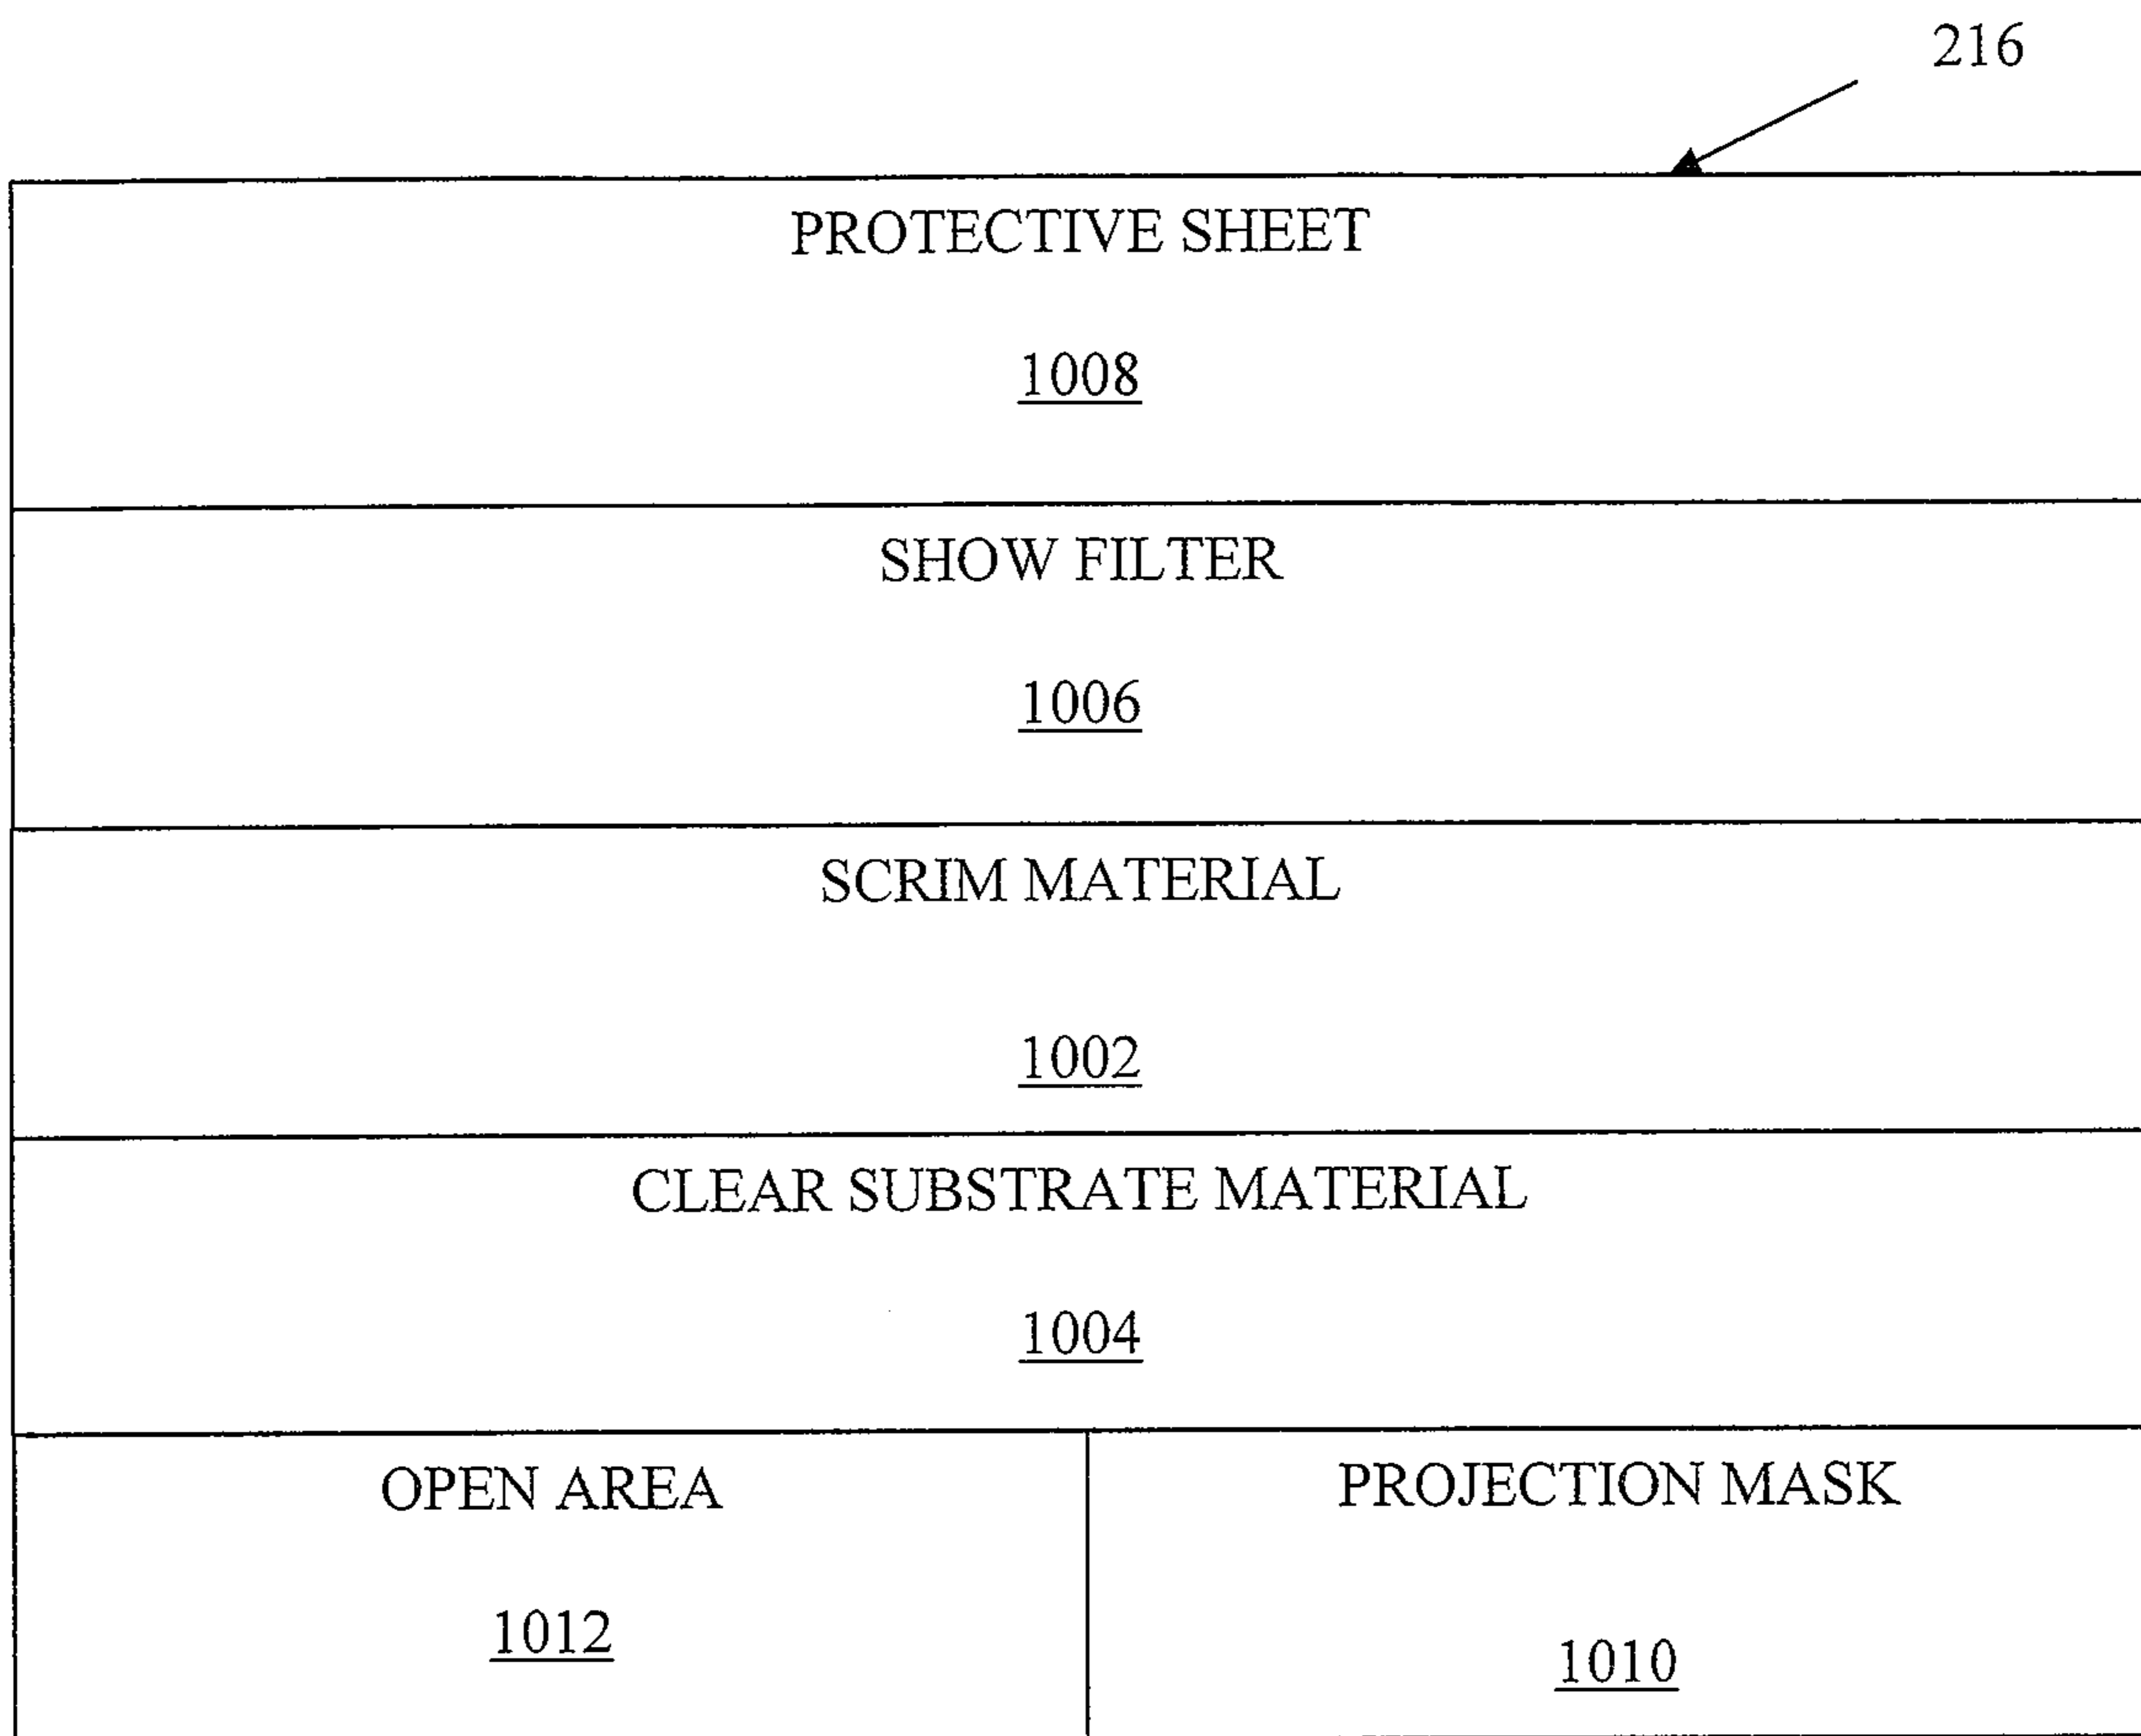 216
PROTECTIVE SHEET
1008
SHOW FILTER
1006
SCRIM MATERIAL
1002
CLEAR SUBSTRATE MATERIAL
1004
OPEN AREA
PROJECTION MASK
1012
1010